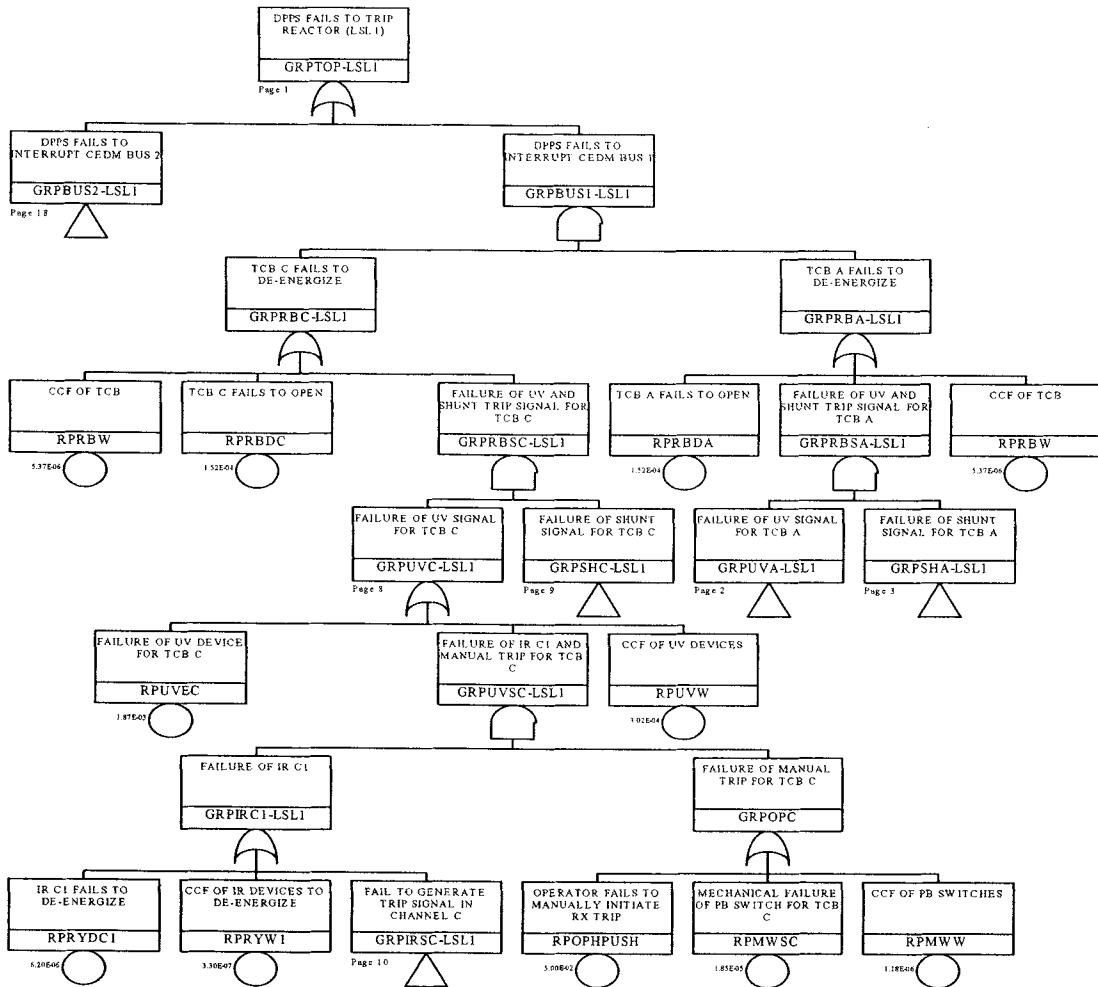 DPPS FAILS TO TRIP
REACTOR (LSL1)
GRPTOP-LSL1
Page 1
DPPS FAILS TO
INTERRUPT CEDM BUS 2
GRPBUS2-LSL1
Page 18
DPPS FAILS TO
INTERRUPT CEDM BUS 1
GRPBUS1-LSL1
TCB C FAILS TO
DE-ENERGIZE
GRPRBC-LSL1
TCB A FAILS TO
DE-ENERGIZE
GRPRBA-LSL1
CCF OF TCB
RPRBW
5.37E-06
TCB C FAILS TO OPEN
RPRBDC
1.52E-04
FAILURE OF UV AND
SHUNT TRIP SIGNAL FOR
TCB C
GRPRBSC-LSL1
TCB A FAILS TO OPEN
RPRBDA
1.52E-04
FAILURE OF UV AND
SHUNT TRIP SIGNAL FOR
TCB A
GRPRBSA-LSL1
CCF OF TCB
RPRBW
5.37E-06
FAILURE OF UV SIGNAL
FOR TCB C
GRPUVC-LSL1
Page 8
FAILURE OF SHUNT
SIGNAL FOR TCB C
GRPSHC-LSL1
Page 9
FAILURE OF UV SIGNAL
FOR TCB A
GRPUVA-LSL1
Page 2
FAILURE OF SHUNT
SIGNAL FOR TCB A
GRPSHA-LSL1
Page 3
FAILURE OF UV DEVICE
FOR TCB C
RPUVEC
FAILURE OF IR C1 AND
MANUAL TRIP FOR TCB
C
GRPUVSC-LSL1
CCF OF UV DEVICES
RPUVW
FAILURE OF IR C1
GRPIRC1-LSL1
FAILURE OF MANUAL
TRIP FOR TCB C
GRPOPC
IR C1 FAILS TO
DE-ENERGIZE
RPRYDC1
6.20E-06
CCF OF IR DEVICES TO
DE-ENERGIZE
RPRYW1
3.30E-07
FAIL TO GENERATE
TRIP SIGNAL IN
CHANNEL C
GRPIRSC-LSL1
Page 10
OPERATOR FAILS TO
MANUALLY INITIATE
RX TRIP
RPOPHPUSH
5.00E-02
MECHANICAL FAILURE
OF PB SWITCH FOR TCB
C
RPMWSC
1.85E-05
CCF OF PB SWITCHES
RPMWW
1.18E-06